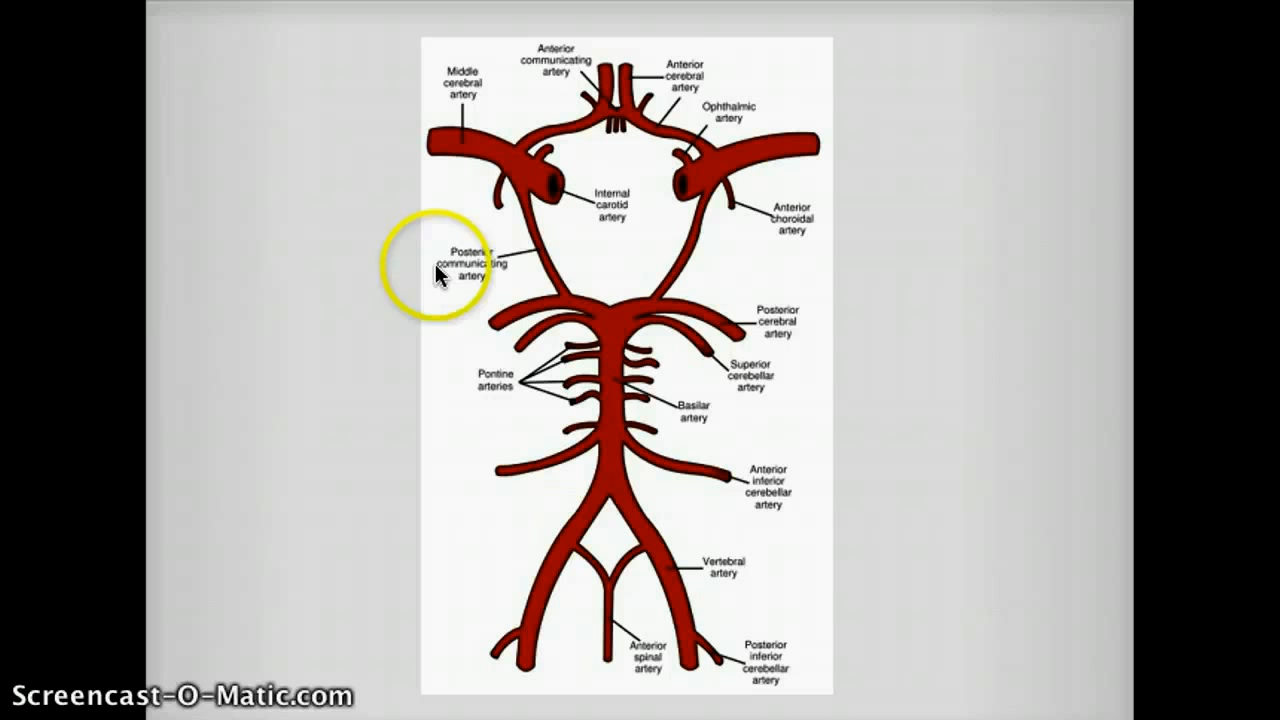 Anterior
communicating
artery
Anterior
cerebral
artery
Middle
cerebral
artery
Ophthalmic
artery
Internal
carotid
artery
Anterior
choroidal
artery
Posterior
communicating
artery
Posterior
cerebral
artery
Superior
cerebellar
artery
Pontine
arteries
Basilar
artery
Anterior
inferior
cerebellar
artery
Vertebral
artery
Anterior
spinal
artery
Posterior
inferior
cerebellar
artery
Screencast-O-Matic.com